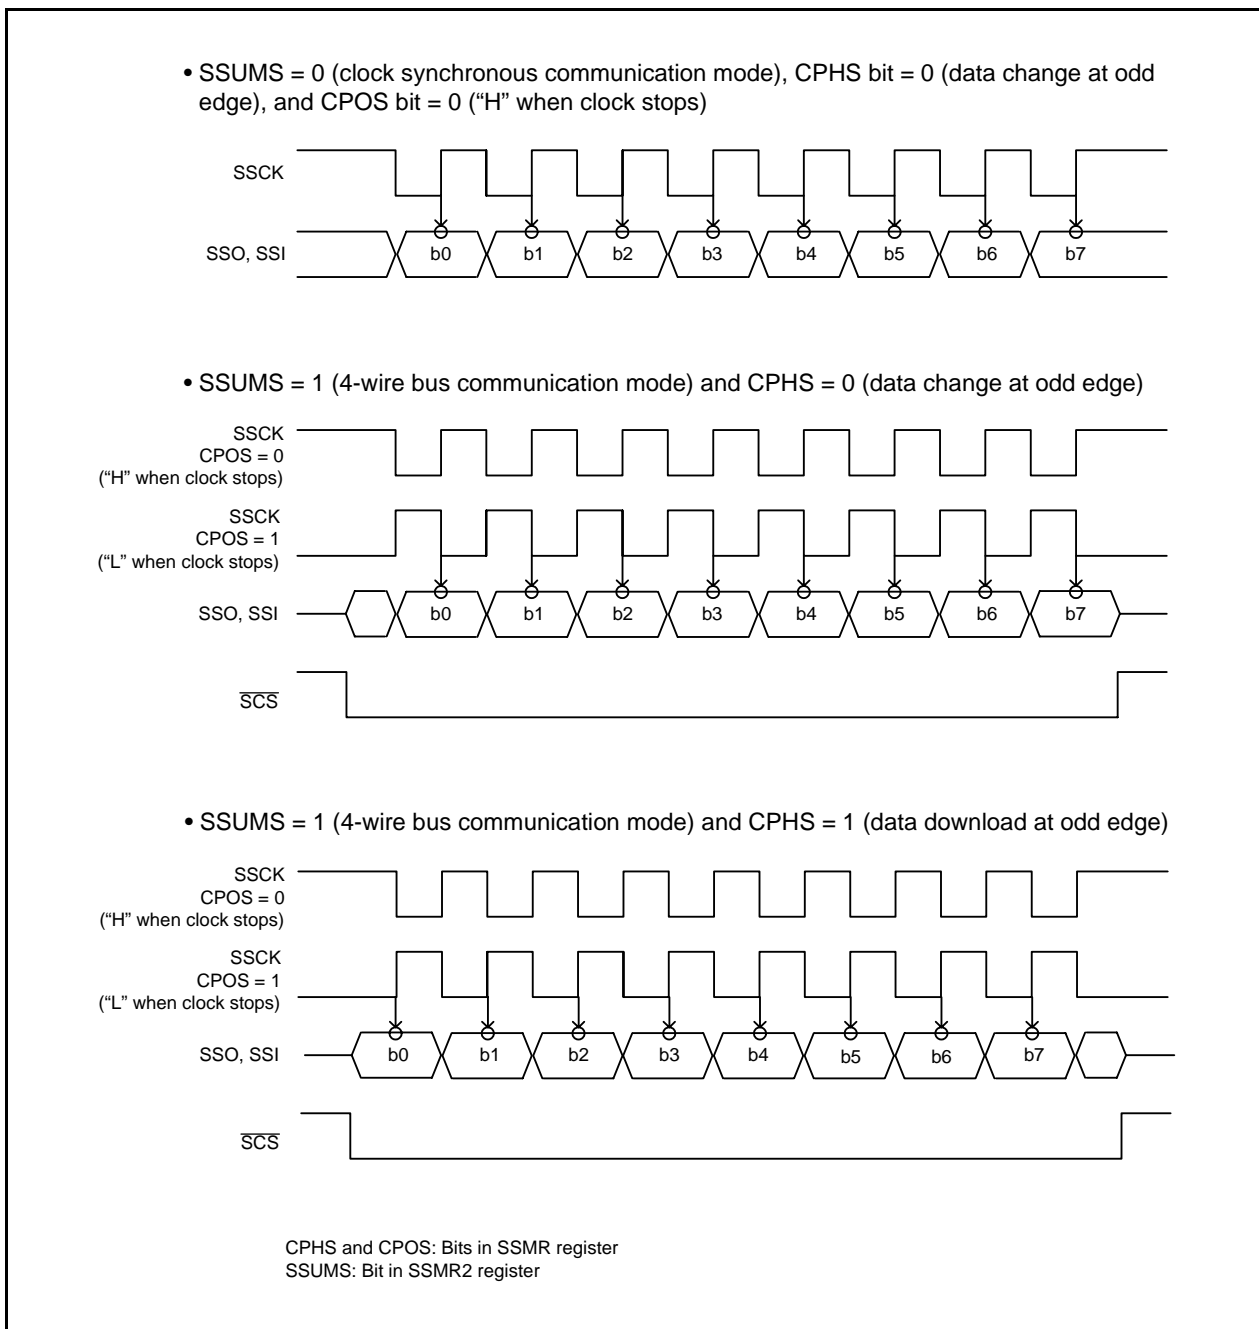 • SSUMS = 0 (clock synchronous communication mode), CPHS bit = 0 (data change at odd
edge), and CPOS bit = 0 (“H” when clock stops)
SSCK
SSO, SSI
b0 b1 b2 b3 b4 b5 b6 b7
• SSUMS = 1 (4-wire bus communication mode) and CPHS = 0 (data change at odd edge)
SSCK
CPOS = 0
(“H” when clock stops)
SSCK
CPOS = 1
(“L” when clock stops)
SSO, SSI
b0 b1 b2 b3 b4 b5 b6 b7
SCS
• SSUMS = 1 (4-wire bus communication mode) and CPHS = 1 (data download at odd edge)
SSCK
CPOS = 0
(“H” when clock stops)
SSCK
CPOS = 1
(“L” when clock stops)
SSO, SSI
b0 b1 b2 b3 b4 b5 b6 b7
SCS
CPHS and CPOS: Bits in SSMR register
SSUMS: Bit in SSMR2 register